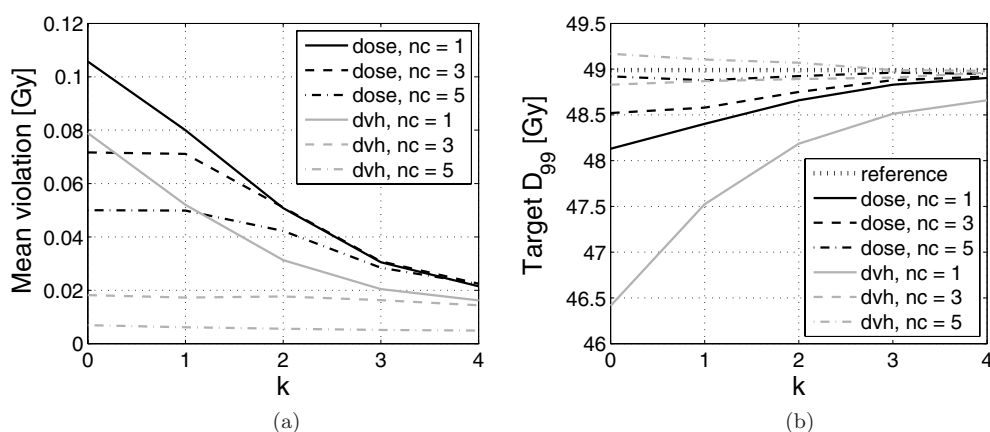 0.12
0.1
0.08
0.06
0.04
0.02
0
Mean violation [Gy]
dose, nc = 1
dose, nc = 3
dose, nc = 5
dvh, nc = 1
dvh, nc = 3
dvh, nc = 5
0 1 2 3 4
k
(a)
49.5
49
48.5
48
47.5
47
46.5
46
Target D99 [Gy]
reference
dose, nc = 1
dose, nc = 3
dose, nc = 5
dvh, nc = 1
dvh, nc = 3
dvh, nc = 5
0 1 2 3 4
k
(b)